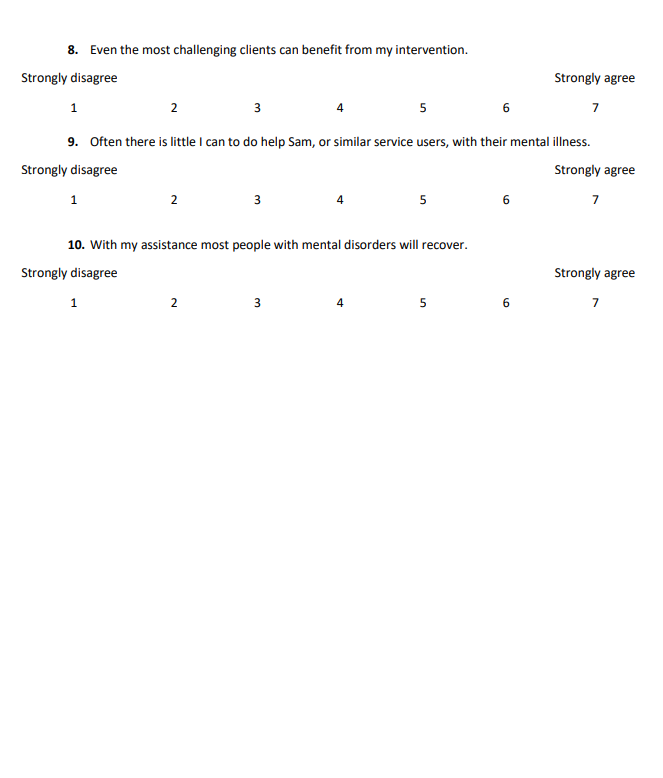 8. Even the most challenging clients can benefit from my intervention.
Strongly disagree Strongly agree
1 2 3 4 5 6 7
9. Often there is little I can to do help Sam, or similar service users, with their mental illness.
Strongly disagree Strongly agree
1 2 3 4 5 6 7
10. With my assistance most people with mental disorders will recover.
Strongly disagree Strongly agree
1 2 3 4 5 6 7